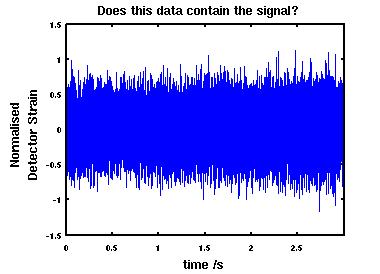 Does this data contain the signal?
1.5
1
0.5
0
-0.5
-1
-1.5
Normalised
Detector Strain
0 0.5 1 1.5 2 2.5
time /s